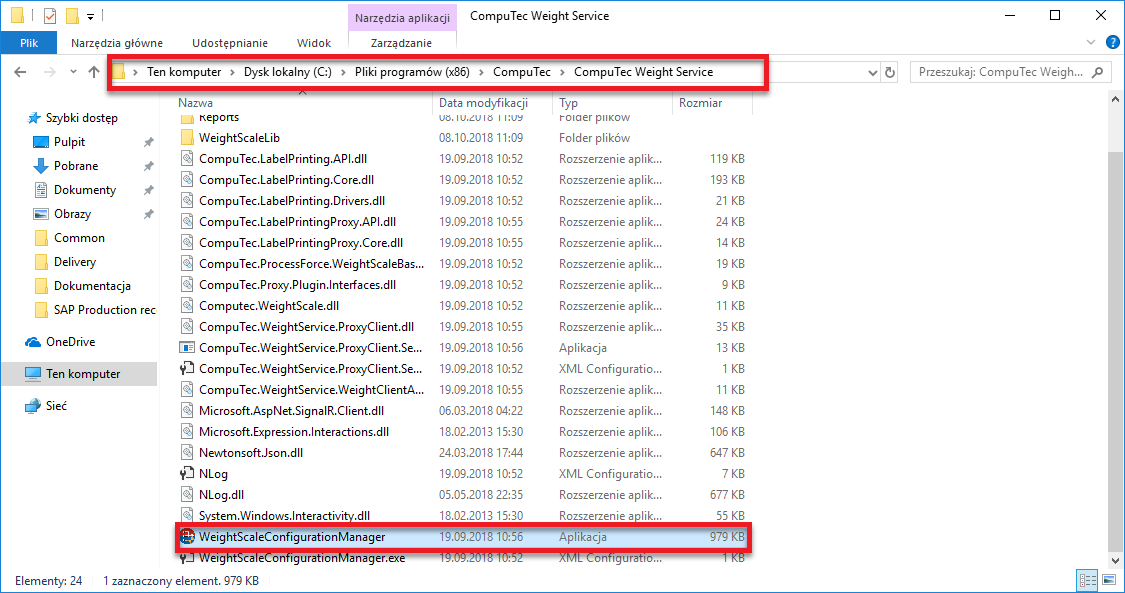 Narzędzia aplikacji
CompuTec Weight Service
Plik
Narzędzia główne
Udostępnianie
Widok
Zarządzanie
Ten komputer > Dysk lokalny (C:) > Pliki programów (x86) > CompuTec > CompuTec Weight Service
Przeszukaj: CompuTec Weigh...
Szybki dostęp
Pulpit
Pobrane
Dokumenty
Obrazy
Common
Delivery
Dokumentacja
SAP Production rec
OneDrive
Ten komputer
Sieć
Nazwa Data modyfikacji Typ Rozmiar
Reports 08.10.2018 11:09 Folder plików
WeightScaleLib 08.10.2018 11:09 Folder plików
CompuTec.LabelPrinting.API.dll 19.09.2018 10:52 Rozszerzenie aplik... 119 KB
CompuTec.LabelPrinting.Core.dll 19.09.2018 10:52 Rozszerzenie aplik... 193 KB
CompuTec.LabelPrinting.Drivers.dll 19.09.2018 10:52 Rozszerzenie aplik... 21 KB
CompuTec.LabelPrintingProxy.API.dll 19.09.2018 10:55 Rozszerzenie aplik... 24 KB
CompuTec.LabelPrintingProxy.Core.dll 19.09.2018 10:55 Rozszerzenie aplik... 14 KB
CompuTec.ProcessForce.WeightScaleBas... 19.09.2018 10:52 Rozszerzenie aplik... 19 KB
CompuTec.Proxy.Plugin.Interfaces.dll 19.09.2018 10:52 Rozszerzenie aplik... 9 KB
Computec.WeightScale.dll 19.09.2018 10:52 Rozszerzenie aplik... 11 KB
CompuTec.WeightService.ProxyClient.dll 19.09.2018 10:55 Rozszerzenie aplik... 35 KB
CompuTec.WeightService.ProxyClient.Se... 19.09.2018 10:56 Aplikacja 13 KB
CompuTec.WeightService.ProxyClient.Se... 19.09.2018 10:52 XML Configuratio... 1 KB
CompuTec.WeightService.WeightClientA... 19.09.2018 10:55 Rozszerzenie aplik... 11 KB
Microsoft.AspNet.SignalR.Client.dll 06.03.2018 04:22 Rozszerzenie aplik... 148 KB
Microsoft.Expression.Interactions.dll 18.02.2013 15:30 Rozszerzenie aplik... 106 KB
Newtonsoft.Json.dll 24.03.2018 17:44 Rozszerzenie aplik... 647 KB
NLog 19.09.2018 10:52 XML Configuratio... 7 KB
NLog.dll 05.05.2018 22:35 Rozszerzenie aplik... 677 KB
System.Windows.Interactivity.dll 18.02.2013 15:30 Rozszerzenie aplik... 55 KB
WeightScaleConfigurationManager 19.09.2018 10:56 Aplikacja 979 KB
WeightScaleConfigurationManager.exe 19.09.2018 10:52 XML Configuratio... 1 KB
Elementy: 24 1 zaznaczony element. 979 KB